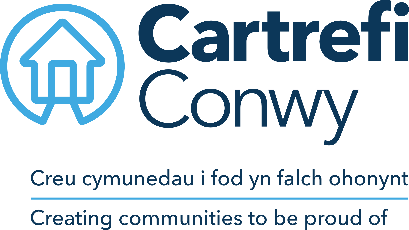 Cartrefi
Conwy
Creu cymunedau i fod yn falch ohonynt
Creating communities to be proud of